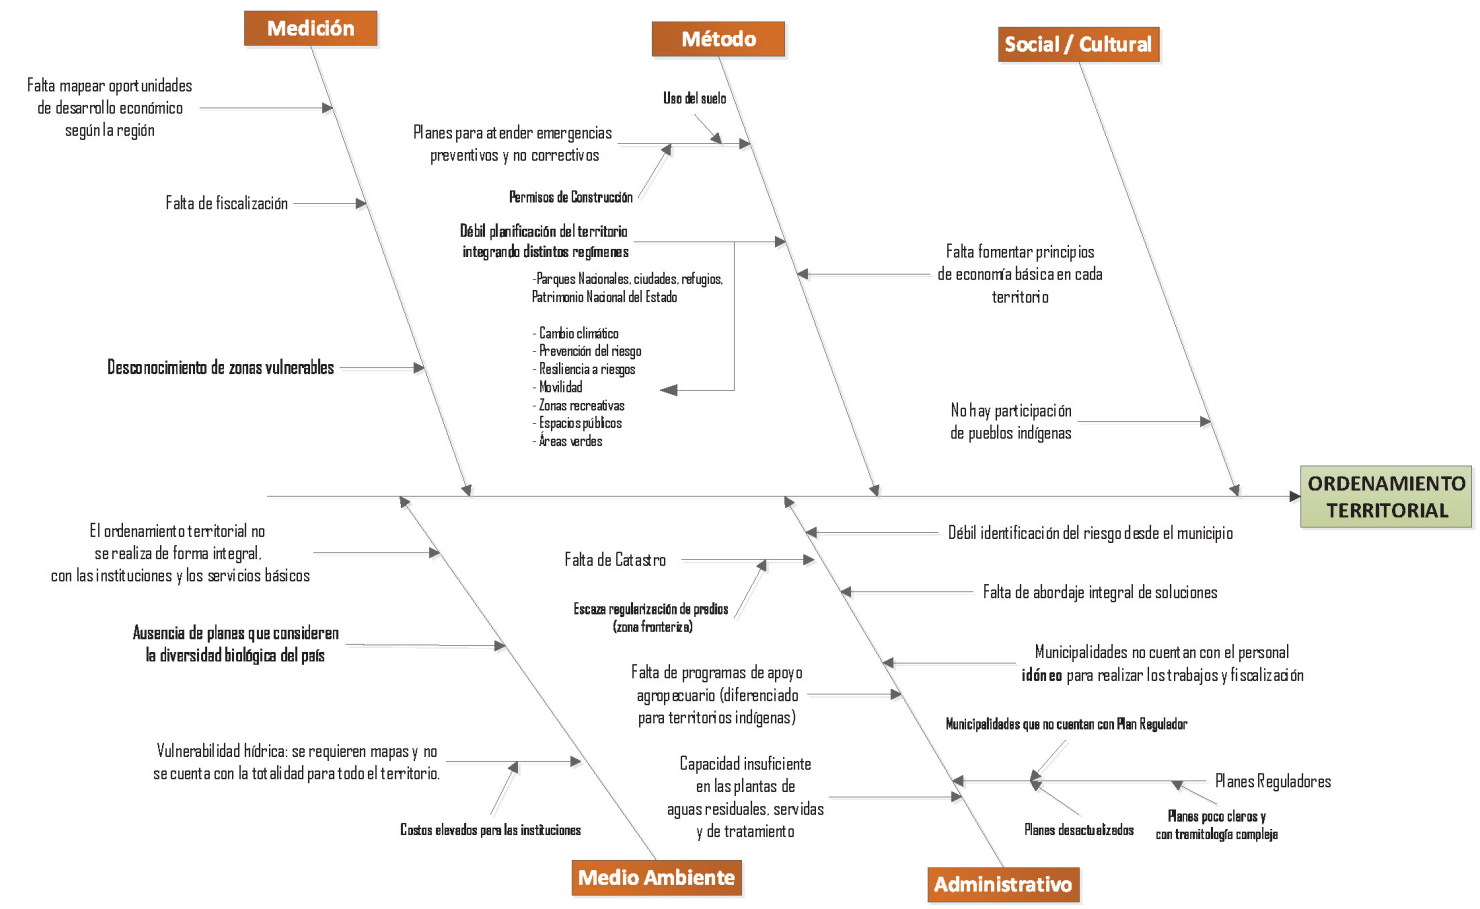 Medición
Método
Social / Cultural
Falta mapear oportunidades
de desarrollo económico
según la región
Falta de fiscalización
Desconocimiento de zonas vulnerables
Uso del suelo
Planes para atender emergencias
preventivos y no correctivos
Permisos de Construcción
Débil planificación del territorio
integrando distintos regímenes
-Parques Nacionales, ciudades, refugios,
Patrimonio Nacional del Estado
- Cambio climático
- Prevención del riesgo
- Resiliencia a riesgos
- Movilidad
- Zonas recreativas
- Espacios públicos
- Áreas verdes
Falta fomentar principios
de economía básica en cada
territorio
No hay participación
de pueblos indígenas
ORDENAMIENTO
TERRITORIAL
El ordenamiento territorial no
se realiza de forma integral,
con las instituciones y los servicios básicos
Ausencia de planes que consideren
la diversidad biológica del país
Vulnerabilidad hídrica: se requieren mapas y no
se cuenta con la totalidad para todo el territorio.
Costos elevados para las instituciones
Medio Ambiente
Falta de Catastro
Escaza regularización de predios
(zona fronteriza)
Falta de programas de apoyo
agropecuario (diferenciado
para territorios indígenas)
Capacidad insuficiente
en las plantas de
aguas residuales, servidas
y de tratamiento
Débil identificación del riesgo desde el municipio
Falta de abordaje integral de soluciones
Municipalidades no cuentan con el personal
idóneo para realizar los trabajos y fiscalización
Municipalidades que no cuentan con Plan Regulador
Planes Reguladores
Planes desactualizados
Planes poco claros y
con tramitología compleja
Administrativo